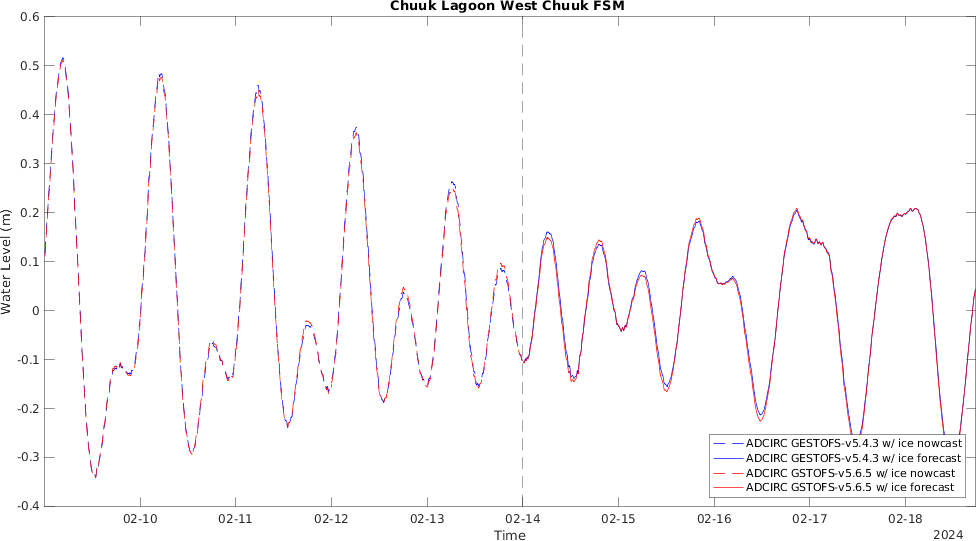 Chuuk Lagoon West Chuuk FSM
0.6
0.5
0.4
0.3
0.2
0.1
0
-0.1
-0.2
-0.3
-0.4
Water Level (m)
ADCIRC GESTOFS-v5.4.3 w/ ice nowcast
ADCIRC GESTOFS-v5.4.3 w/ ice forecast
ADCIRC GSTOFS-v5.6.5 w/ ice nowcast
ADCIRC GSTOFS-v5.6.5 w/ ice forecast
02-10 02-11 02-12 02-13 02-14 02-15 02-16 02-17 02-18
Time
2024